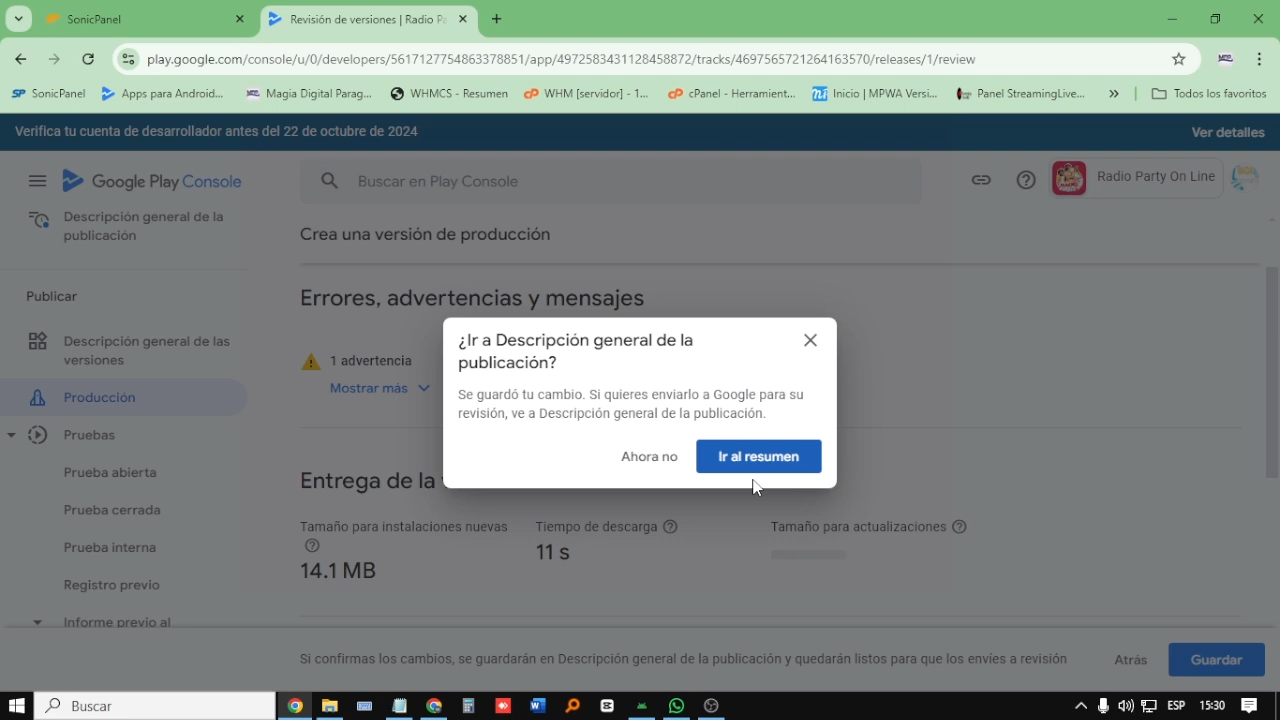 SonicPanel
Revisión de versiones | Radio Pa
play.google.com/console/u/0/developers/5617127754863378851/app/4972583431128458872/tracks/4697565721264163570/releases/1/review
SonicPanel
Apps para Android...
Magia Digital Parag...
WHMCS - Resumen
WHM [servidor] - 1...
cPanel - Herramient...
Inicio | MPWA Versi...
Panel StreamingLive...
Todos los favoritos
Verifica tu cuenta de desarrollador antes del 22 de octubre de 2024
Ver detalles
Google Play Console
Buscar en Play Console
Radio Party On Line
Descripción general de la
publicación
Publicar
Descripción general de las
versiones
Producción
Pruebas
Prueba abierta
Prueba cerrada
Prueba interna
Registro previo
Informe previo al
Crea una versión de producción
Errores, advertencias y mensajes
1 advertencia
Mostrar más
¿Ir a Descripción general de la
publicación?
Se guardó tu cambio. Si quieres enviarlo a Google para su
revisión, ve a Descripción general de la publicación.
Ahora no
Ir al resumen
Entrega de la
Tamaño para instalaciones nuevas
14.1 MB
Tiempo de descarga
11 s
Tamaño para actualizaciones
Si confirmas los cambios, se guardarán en Descripción general de la publicación y quedarán listos para que los envíes a revisión
Atrás
Guardar
Buscar
ESP
15:30